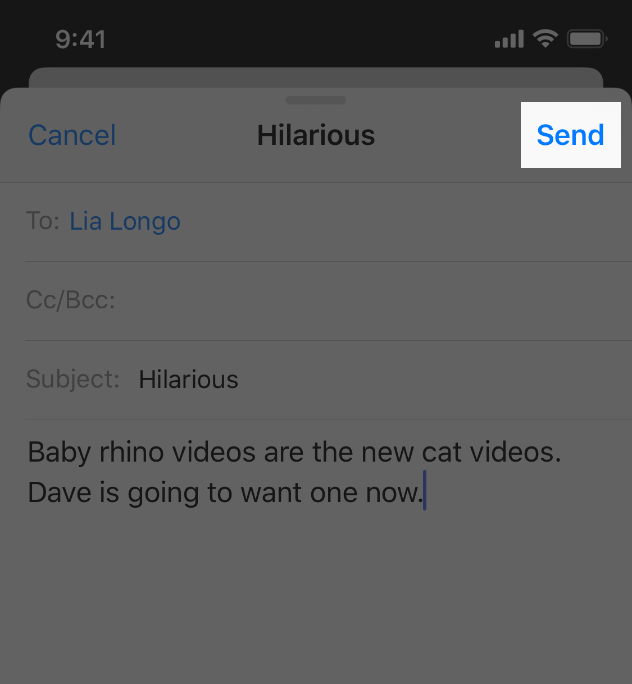 9:41
Cancel Hilarious Send
To: Lia Longo
Cc/Bcc:
Subject: Hilarious
Baby rhino videos are the new cat videos.
Dave is going to want one now.